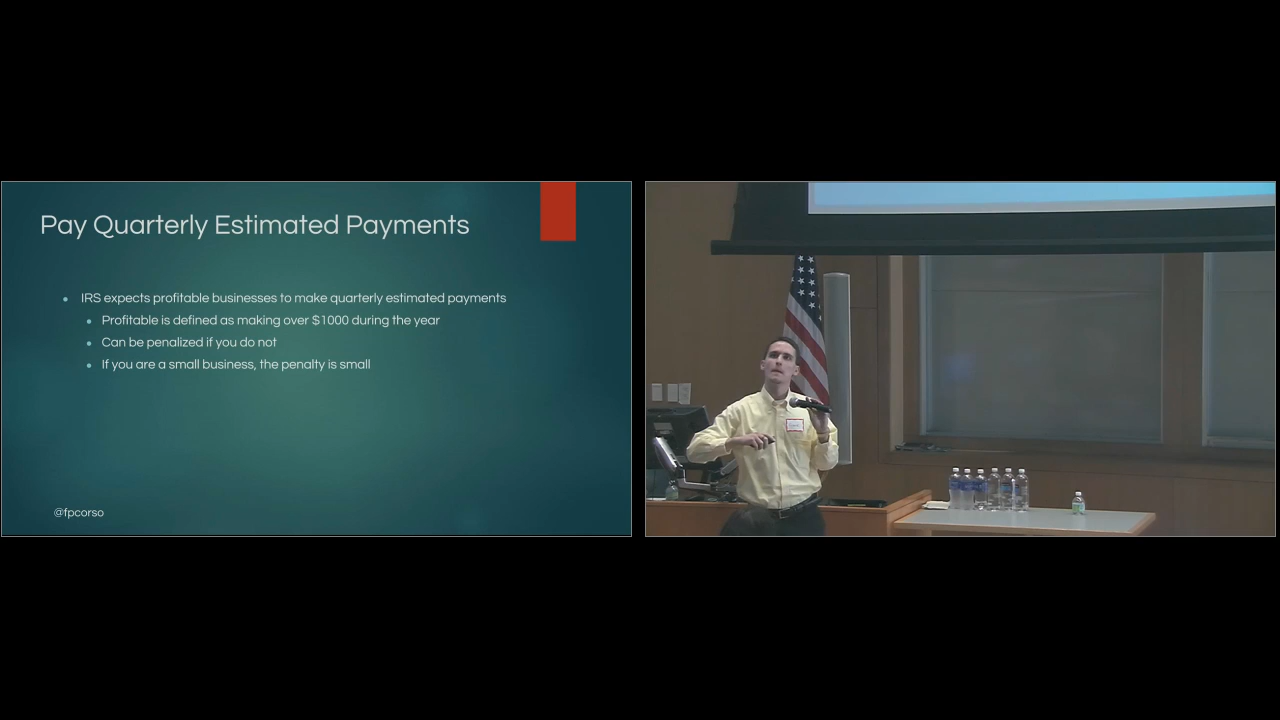 Pay Quarterly Estimated Payments
IRS expects profitable businesses to make quarterly estimated payments
Profitable is defined as making over $1000 during the year
Can be penalized if you do not
If you are a small business, the penalty is small
@fpcorso